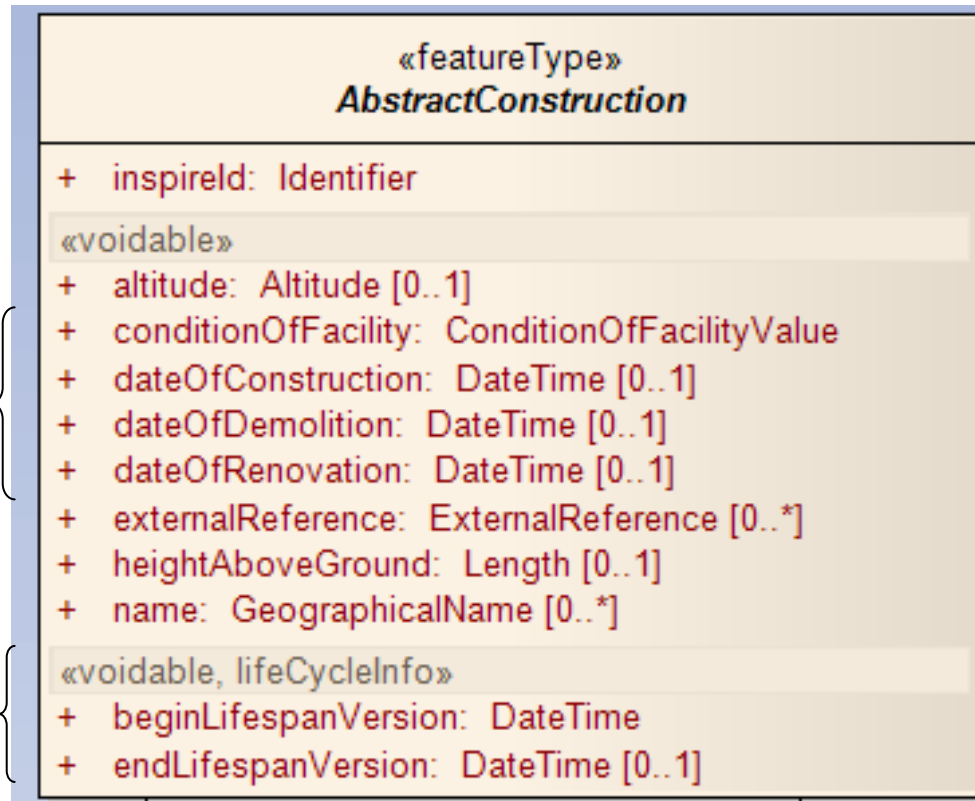 «featureType»
AbstractConstruction
+ inspireId: Identifier
«voidable»
+ altitude: Altitude [0..1]
+ conditionOfFacility: ConditionOfFacilityValue
+ dateOfConstruction: DateTime [0..1]
+ dateOfDemolition: DateTime [0..1]
+ dateOfRenovation: DateTime [0..1]
+ externalReference: ExternalReference [0..*]
+ heightAboveGround: Length [0..1]
+ name: GeographicalName [0..*]
«voidable, lifeCycleInfo»
+ beginLifespanVersion: DateTime
+ endLifespanVersion: DateTime [0..1]